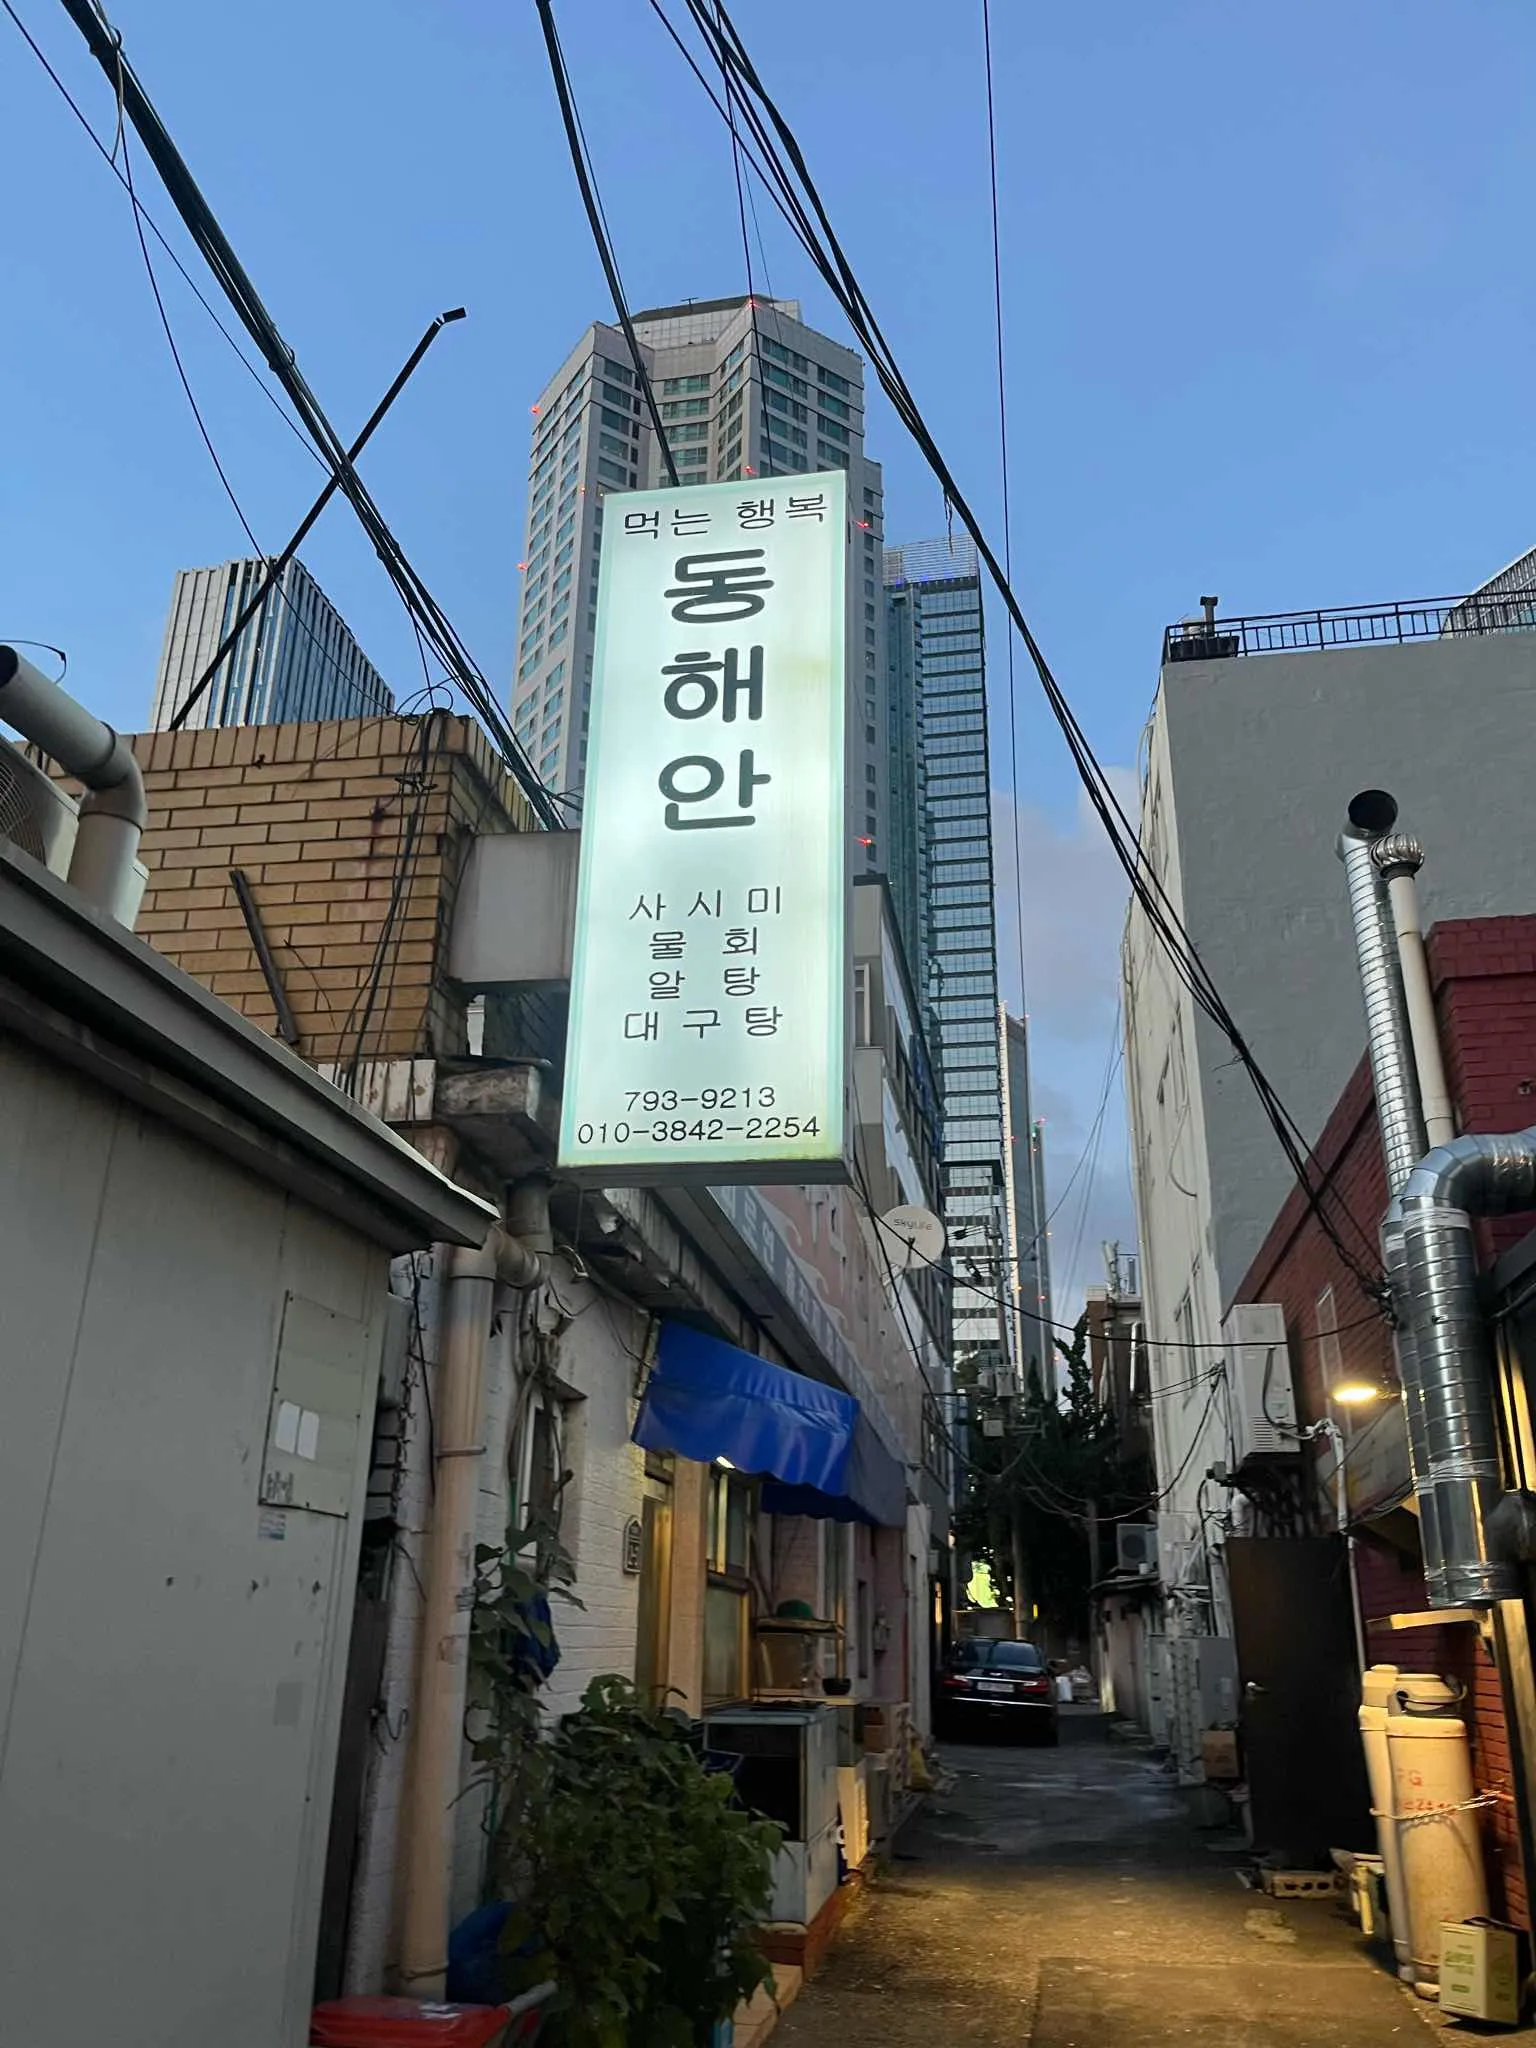 먹는 행복
동
해
안
사시미
물회
알탕
대구탕
793-9213
010-3842-2254
skylife